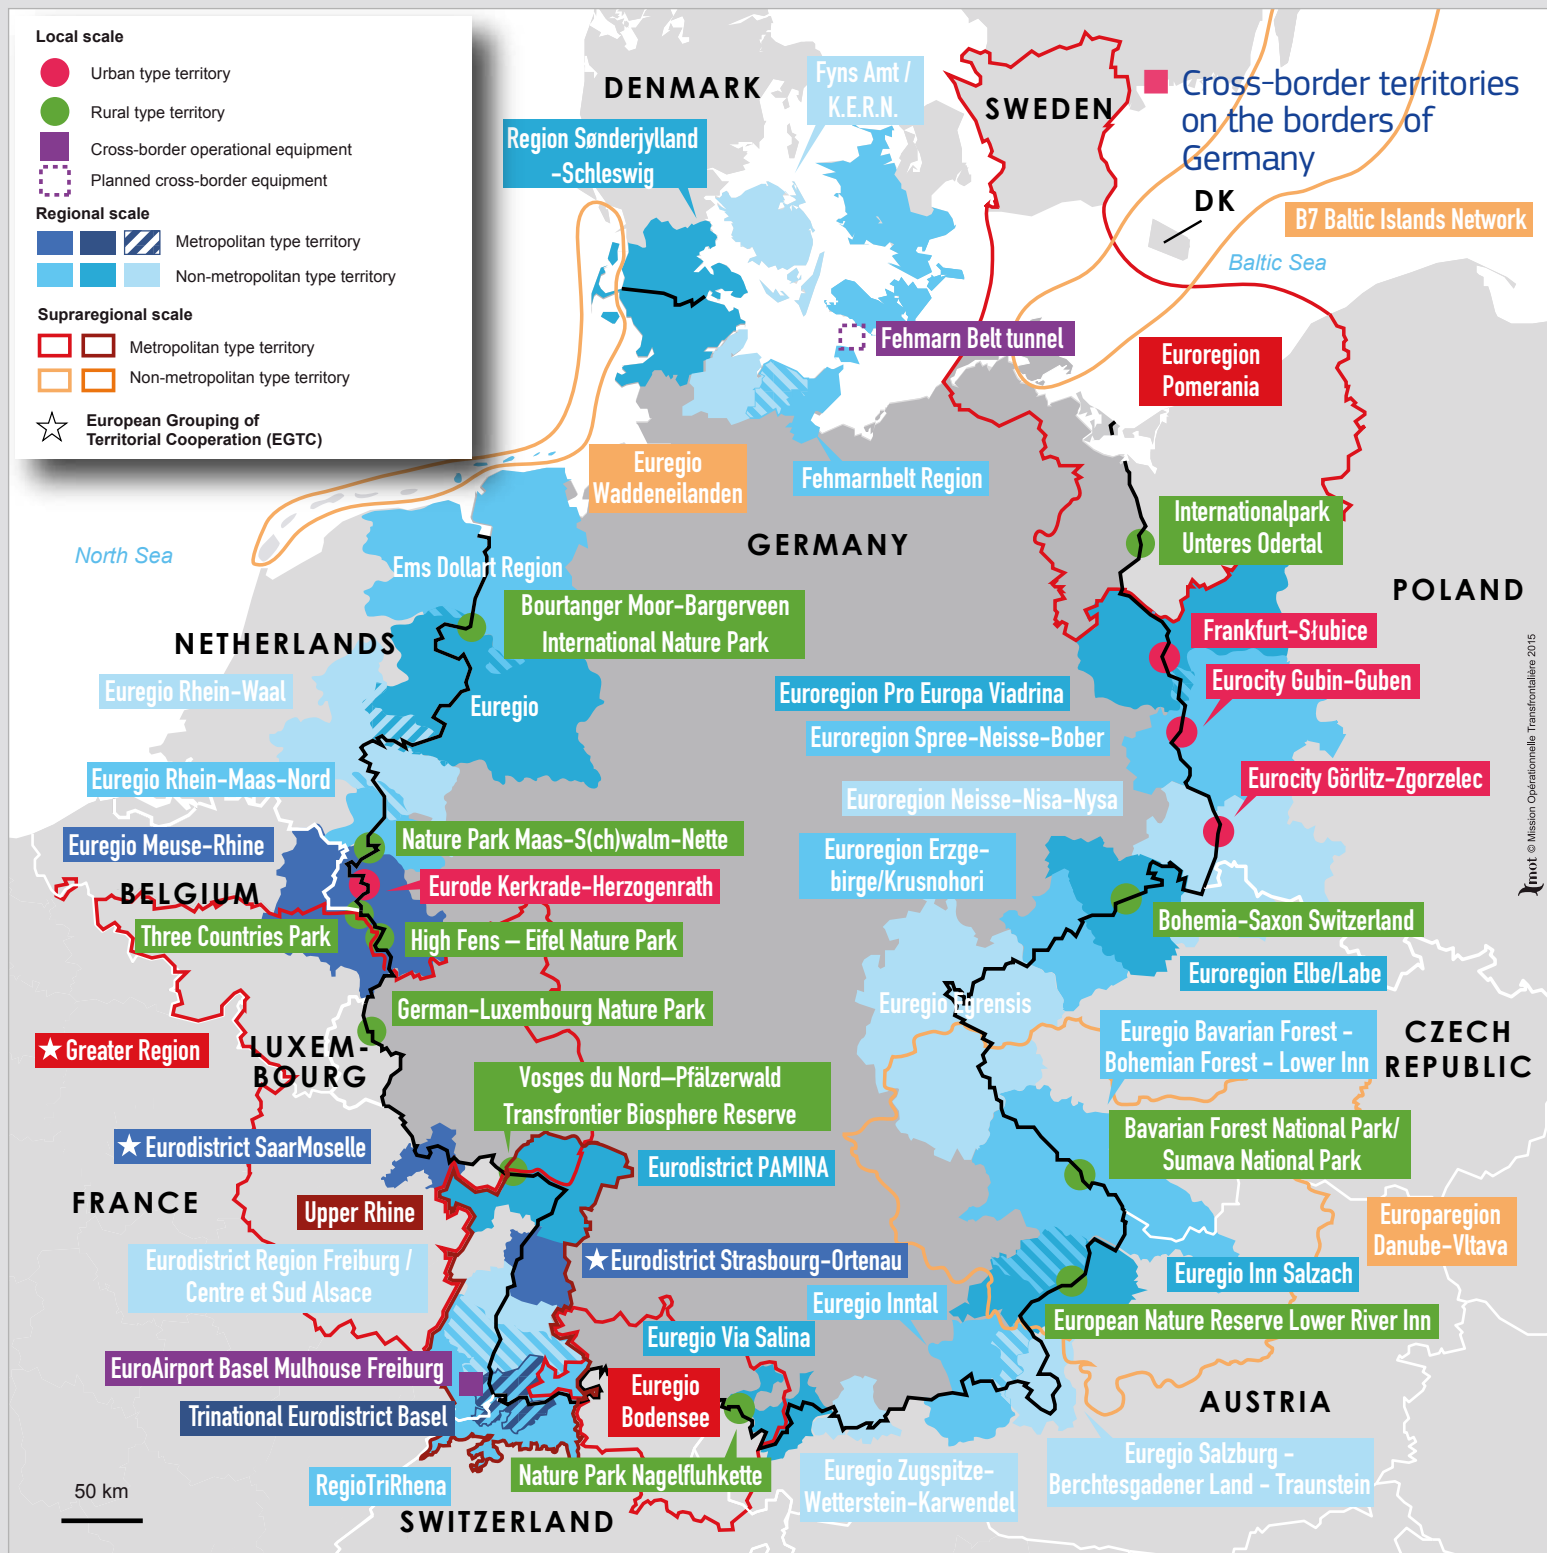 Local scale
Urban type territory
Rural type territory
Cross-border operational equipment
Planned cross-border equipment
Regional scale
Metropolitan type territory
Non-metropolitan type territory
Supraregional scale
Metropolitan type territory
Non-metropolitan type territory
European Grouping of
Territorial Cooperation (EGTC)
Cross-border territories
on the borders of
Germany
DENMARK
Fyns Amt /
K.E.R.N.
SWEDEN
Region Sønderjylland
-Schleswig
DK
B7 Baltic Islands Network
Baltic Sea
Fehmarn Belt tunnel
Euroregion
Pomerania
Euregio
Waddeneilanden
Fehmarnbelt Region
Internationalpark
Unteres Odertal
GERMANY
North Sea
Ems Dollart Region
POLAND
Bourtanger Moor-Bargerveen
International Nature Park
NETHERLANDS
Frankfurt-Słubice
Euregio Rhein-Waal
Euregio
Euroregion Pro Europa Viadrina
Eurocity Gubin-Guben
Euroregion Spree-Neisse-Bober
Euregio Rhein-Maas-Nord
Eurocity Görlitz-Zgorzelec
Euroregion Neisse-Nisa-Nysa
mot © Mission Opérationnelle Transfrontalière 2015
Euregio Meuse-Rhine
Nature Park Maas-S(ch)walm-Nette
Euroregion Erzge-
birge/Krusnohori
BELGIUM
Eurode Kerkrade-Herzogenrath
Bohemia-Saxon Switzerland
Three Countries Park
High Fens – Eifel Nature Park
Euroregion Elbe/Labe
German-Luxembourg Nature Park
Euregio Egrensis
Greater Region
LUXEM-
BOURG
Euregio Bavarian Forest -
Bohemian Forest - Lower Inn
CZECH
REPUBLIC
Vosges du Nord–Pfälzerwald
Transfrontier Biosphere Reserve
Bavarian Forest National Park/
Sumava National Park
Eurodistrict SaarMoselle
Eurodistrict PAMINA
FRANCE
Upper Rhine
Europaregion
Danube-Vltava
Eurodistrict Region Freiburg /
Centre et Sud Alsace
Eurodistrict Strasbourg-Ortenau
Euregio Inn Salzach
Euregio Inntal
European Nature Reserve Lower River Inn
Euregio Via Salina
EuroAirport Basel Mulhouse Freiburg
Euregio
Bodensee
AUSTRIA
Trinational Eurodistrict Basel
Nature Park Nagelfluhkette
Euregio Zugspitze-
Wetterstein-Karwendel
Euregio Salzburg -
Berchtesgadener Land - Traunstein
RegioTriRhena
50 km
SWITZERLAND